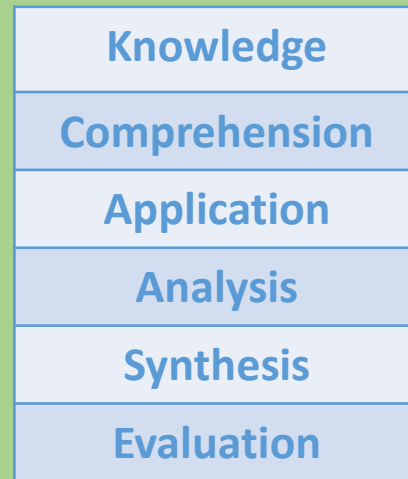 Knowledge
Comprehension
Application
Analysis
Synthesis
Evaluation